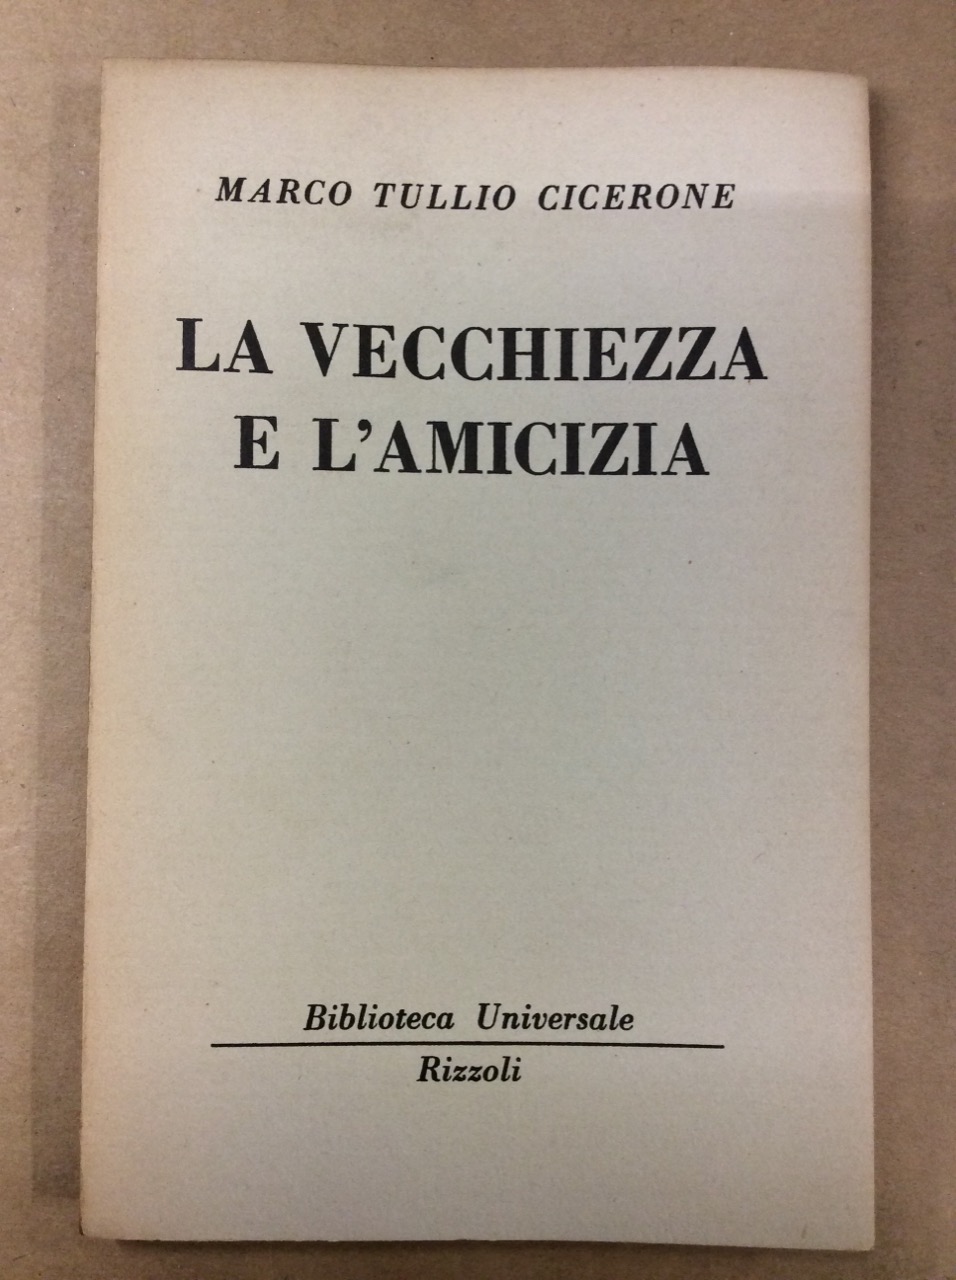 MARCO TULLIO CICERONE
LA VECCHIEZZA
E L'AMICIZIA
Biblioteca Universale
Rizzoli